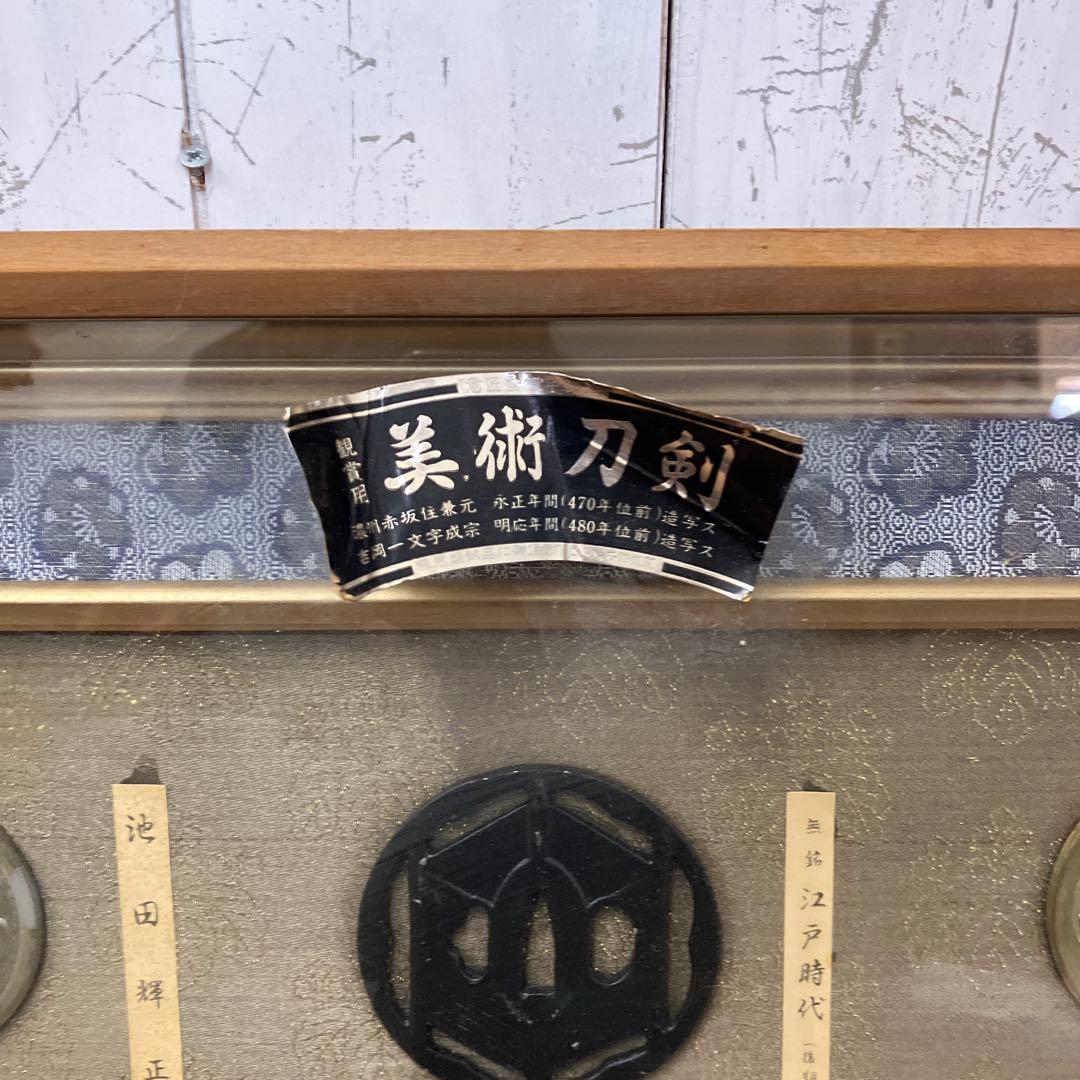 観賞用
美術刀剣
濃州赤坂住兼元 永正年間(470年位前)造写ス
吉岡一文字成宗 明応年間(480年位前)造写ス
池田輝正
無銘 江戸時代